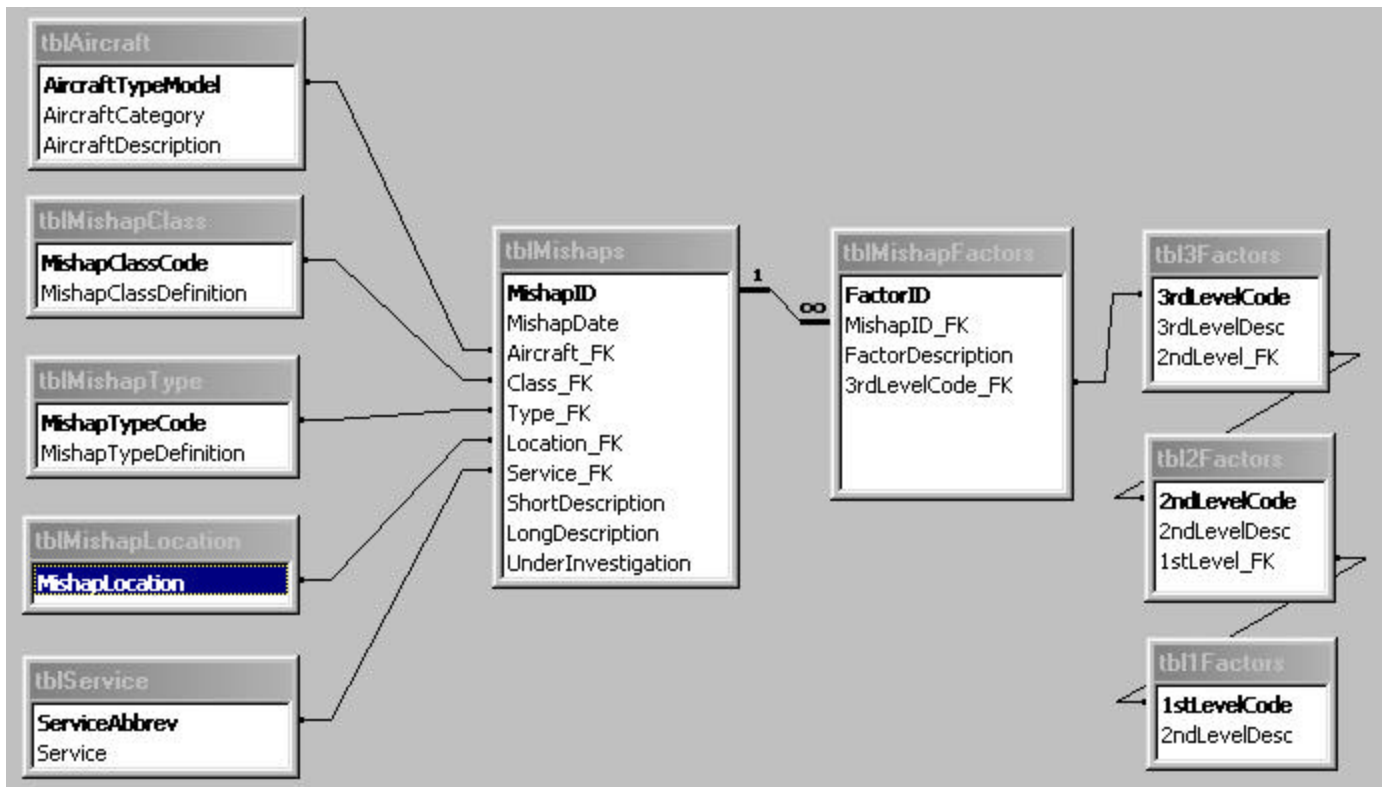 tblAircraft
AircraftTypeModel
AircraftCategory
AircraftDescription
tblMishapClass
MishapClassCode
MishapClassDefinition
tblMishapType
MishapTypeCode
MishapTypeDefinition
tblMishapLocation
MishapLocation
tblService
ServiceAbbrev
Service
tblMishaps
MishapID
MishapDate
Aircraft_FK
Class_FK
Type_FK
Location_FK
Service_FK
ShortDescription
LongDescription
UnderInvestigation
1
∞
tblMishapFactors
FactorID
MishapID_FK
FactorDescription
3rdLevelCode_FK
tbl3Factors
3rdLevelCode
3rdLevelDesc
2ndLevel_FK
tbl2Factors
2ndLevelCode
2ndLevelDesc
1stLevel_FK
tbl1Factors
1stLevelCode
2ndLevelDesc